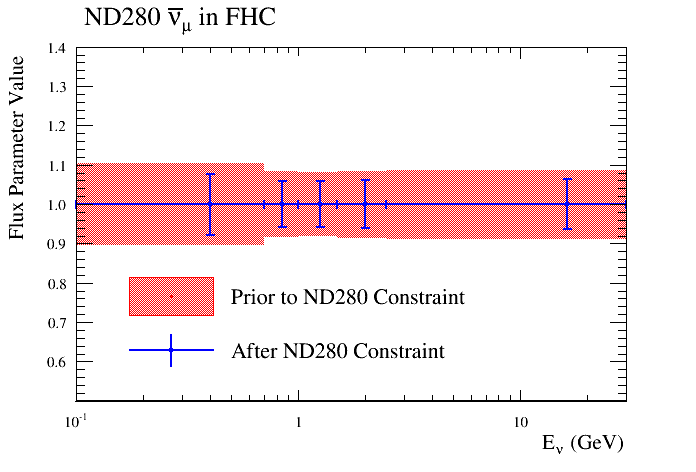 ND280 ν̅μ in FHC
Flux Parameter Value
1.4
1.3
1.2
1.1
1.0
0.9
0.8
0.7
0.6
Prior to ND280 Constraint
After ND280 Constraint
10⁻¹ 1 10
Eν (GeV)